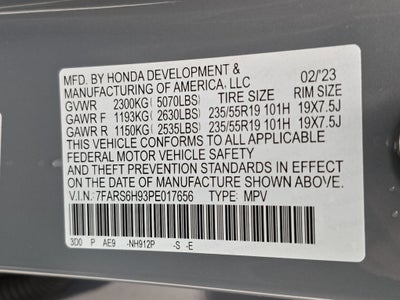 MFD. BY HONDA DEVELOPMENT &
MANUFACTURING OF AMERICA, LLC 02/'23
GVWR 2300KG( 5070LBS) TIRE SIZE RIM SIZE
GAWR F 1193KG( 2630LBS) 235/55R19 101H 19X7.5J
GAWR R 1150KG( 2535LBS) 235/55R19 101H 19X7.5J
THIS VEHICLE CONFORMS TO ALL APPLICABLE
FEDERAL MOTOR VEHICLE SAFETY
AND THEFT PREVENTION STANDARDS IN EFFECT
ON THE DATE OF MANUFACTURE SHOWN ABOVE.
V.I.N: 7FARS6H93PE017656 TYPE: MPV
3D0 P AE9 -NH912P -S -E